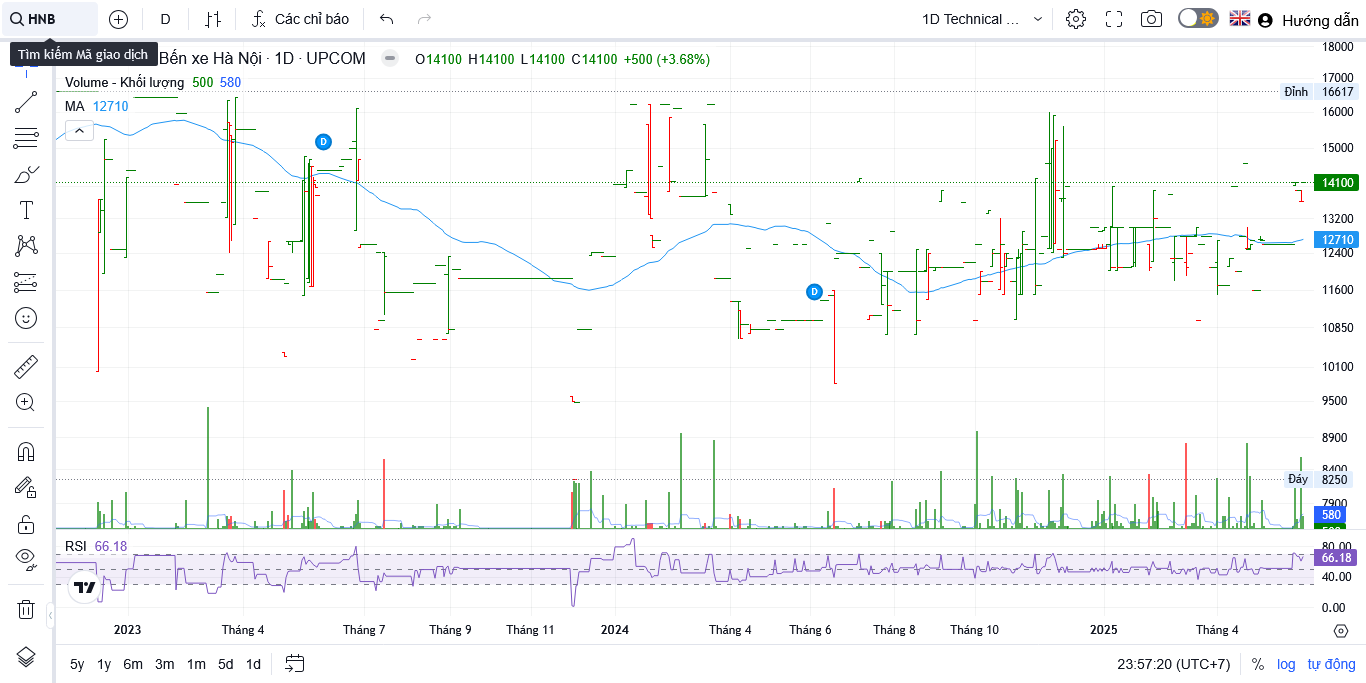 HNB
D
Các chỉ báo
1D Technical ...
Hướng dẫn
Tìm kiếm Mã giao dịch
Bến xe Hà Nội · 1D · UPCOM
O14100 H14100 L14100 C14100 +500 (+3.68%)
Volume - Khối lượng 500 580
MA 12710
D
D
18000
17000
Đỉnh 16617
16000
15000
14100
13200
12710
12400
11600
10850
10100
9500
8900
8400
Đáy 8250
7900
580
RSI 66.18
80.00
66.18
40.00
0.00
2023 Tháng 4 Tháng 7 Tháng 9 Tháng 11 2024 Tháng 4 Tháng 6 Tháng 8 Tháng 10 2025 Tháng 4
5y 1y 6m 3m 1m 5d 1d
23:57:20 (UTC+7) % log tự động